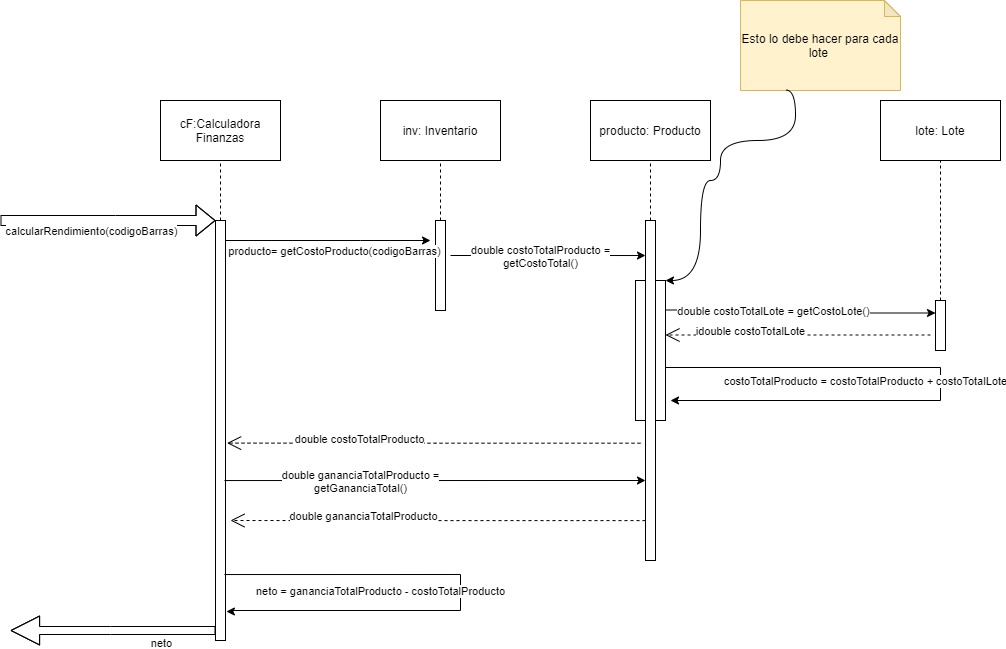 Esto lo debe hacer para cada
lote
cF:Calculadora
Finanzas
inv: Inventario
producto: Producto
lote: Lote
calcularRendimiento(codigoBarras)
producto= getCostoProducto(codigoBarras)
double costoTotalProducto =
getCostoTotal()
double costoTotalLote = getCostoLote()
idouble costoTotalLote
costoTotalProducto = costoTotalProducto + costoTotalLote
double costoTotalProducto
double gananciaTotalProducto =
getGananciaTotal()
double gananciaTotalProducto
neto = gananciaTotalProducto - costoTotalProducto
neto